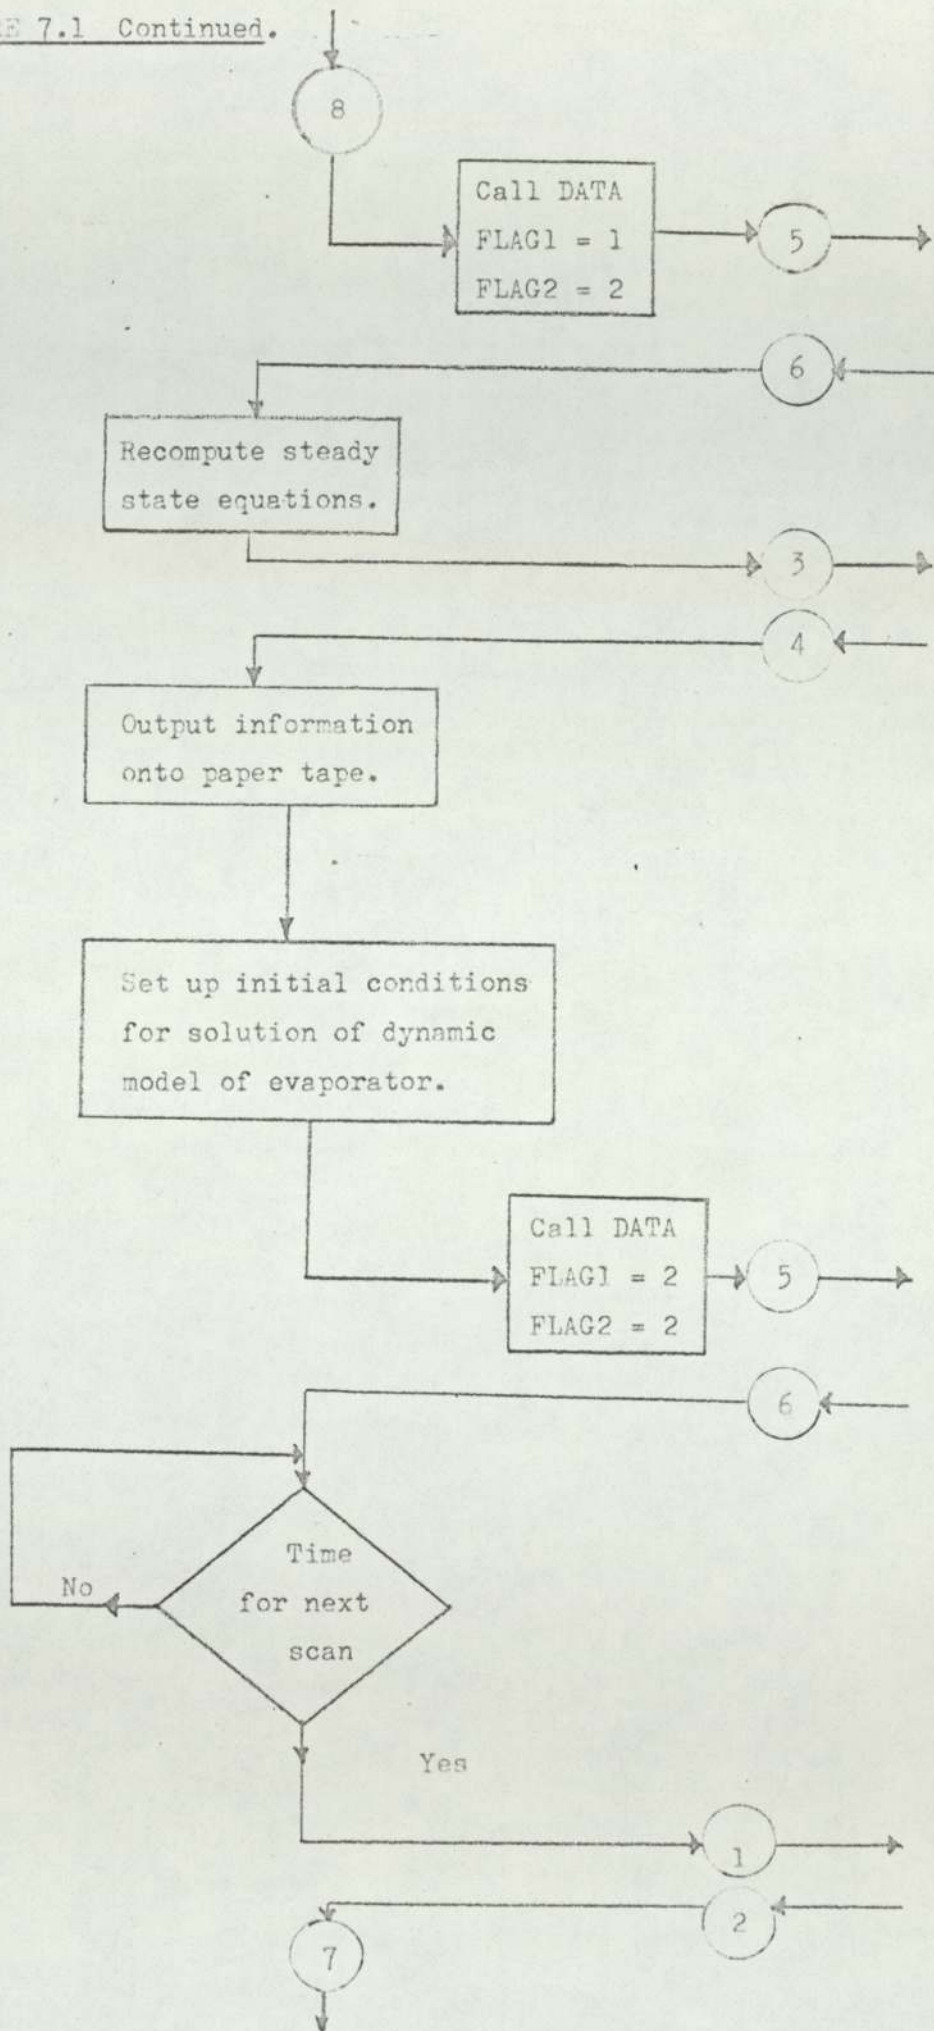 E 7.1 Continued.
8
Call DATA
FLAG1 = 1
FLAG2 = 2
5
6
Recompute steady
state equations.
3
4
Output information
onto paper tape.
Set up initial conditions
for solution of dynamic
model of evaporator.
Call DATA
FLAG1 = 2
FLAG2 = 2
5
6
Time
for next
scan
No
Yes
1
2
7